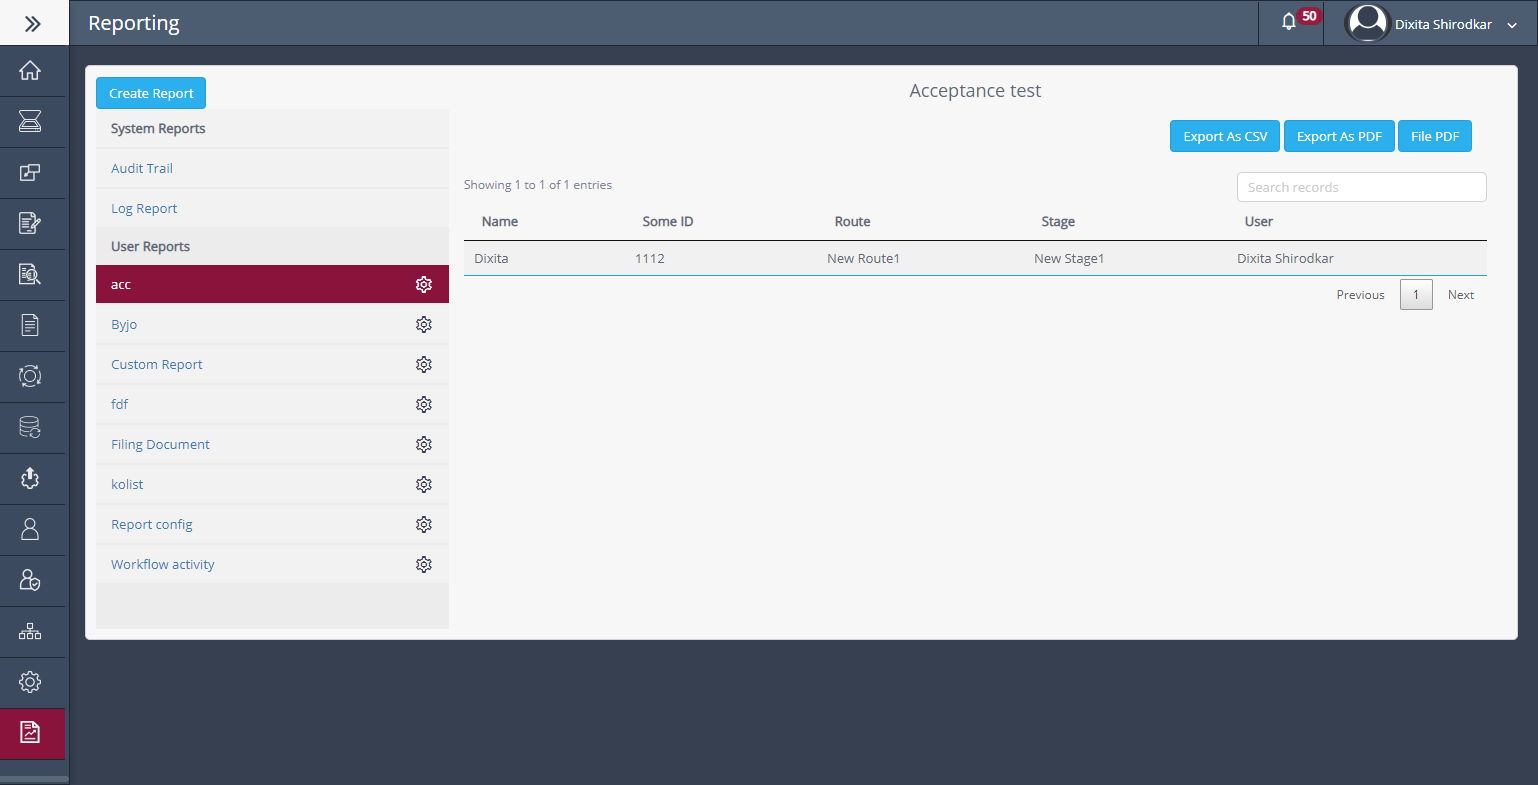 Reporting
50
Dixita Shirodkar
Create Report
System Reports
Audit Trail
Log Report
User Reports
acc
Byjo
Custom Report
fdf
Filing Document
kolist
Report config
Workflow activity
Acceptance test
Export As CSV Export As PDF File PDF
Showing 1 to 1 of 1 entries
Search records
Name Some ID Route Stage User
Dixita 1112 New Route1 New Stage1 Dixita Shirodkar
Previous 1 Next